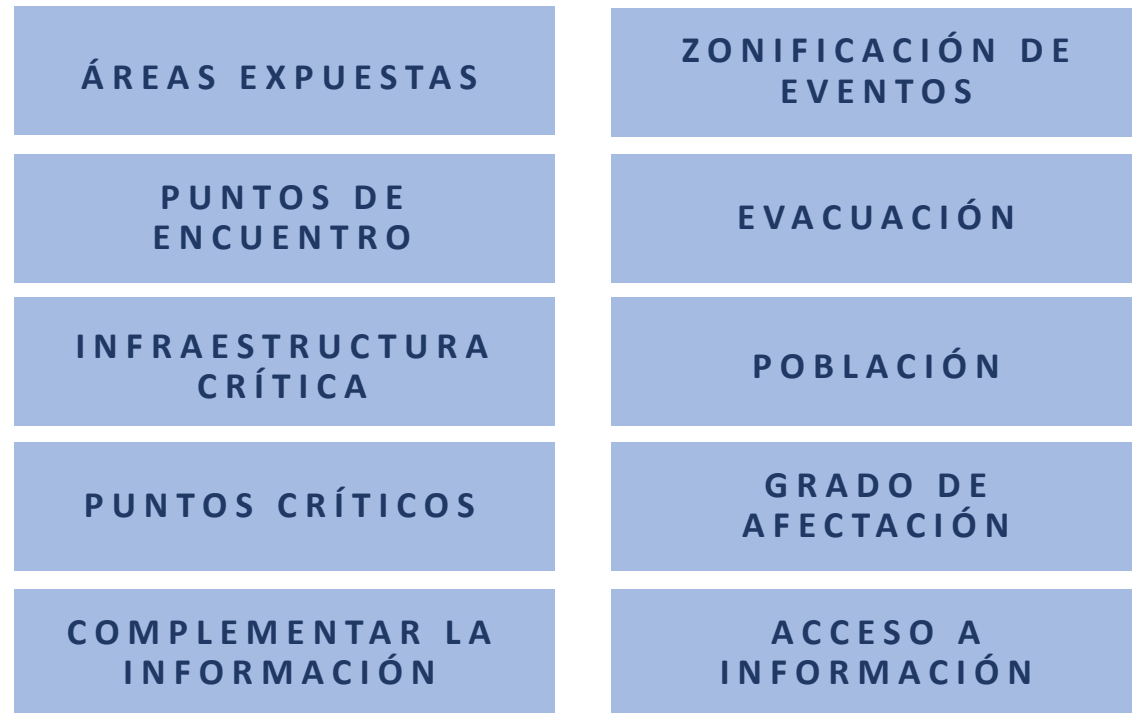 ÁREAS EXPUESTAS
ZONIFICACIÓN DE
EVENTOS
PUNTOS DE
ENCUENTRO
EVACUACIÓN
INFRAESTRUCTURA
CRÍTICA
POBLACIÓN
PUNTOS CRÍTICOS
GRADO DE
AFECTACIÓN
COMPLEMENTAR LA
INFORMACIÓN
ACCESO A
INFORMACIÓN